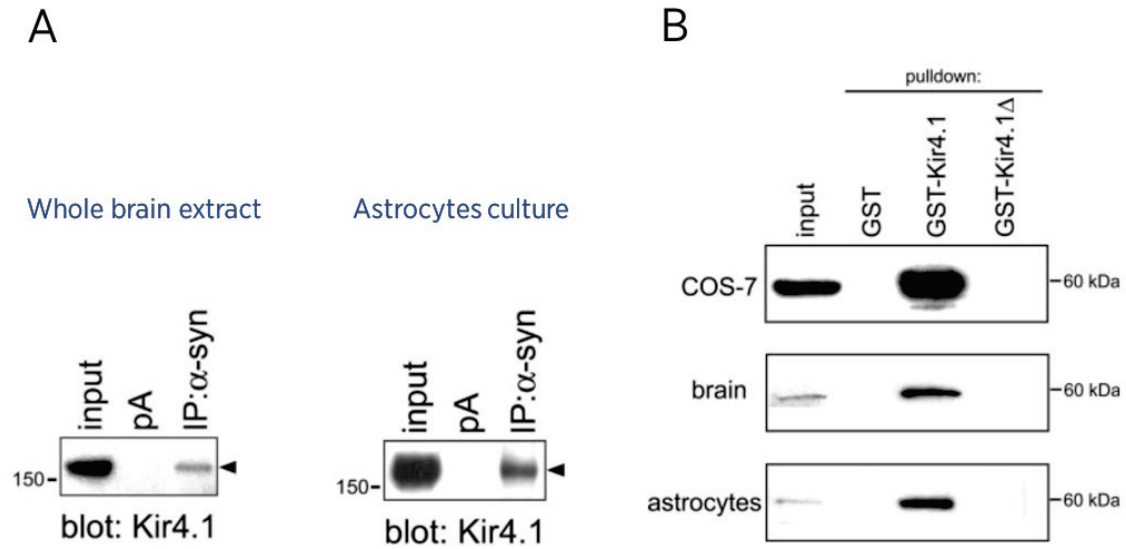 A
Whole brain extract
input
pA
IP:α-syn
150
blot: Kir4.1
Astrocytes culture
input
pA
IP:α-syn
150
blot: Kir4.1
B
pulldown:
input
GST
GST-Kir4.1
GST-Kir4.1Δ
COS-7
60 kDa
brain
60 kDa
astrocytes
60 kDa